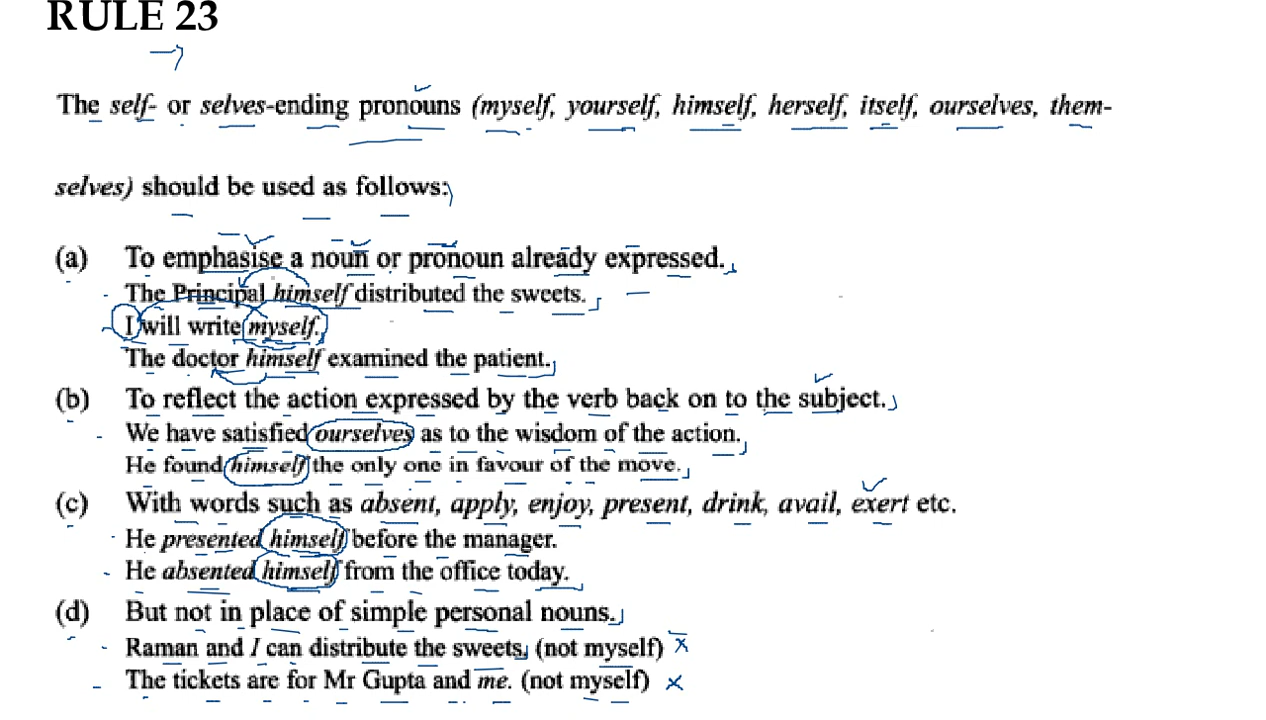 RULE 23
The self- or selves-ending pronouns (myself, yourself, himself, herself, itself, ourselves, them-
selves) should be used as follows:
(a) To emphasise a noun or pronoun already expressed.
The Principal himself distributed the sweets.
I will write myself.
The doctor himself examined the patient.
(b) To reflect the action expressed by the verb back on to the subject.
We have satisfied ourselves as to the wisdom of the action.
He found himself the only one in favour of the move.
(c) With words such as absent, apply, enjoy, present, drink, avail, exert etc.
He presented himself before the manager.
He absented himself from the office today.
(d) But not in place of simple personal nouns.
Raman and I can distribute the sweets. (not myself) x
The tickets are for Mr Gupta and me. (not myself) x